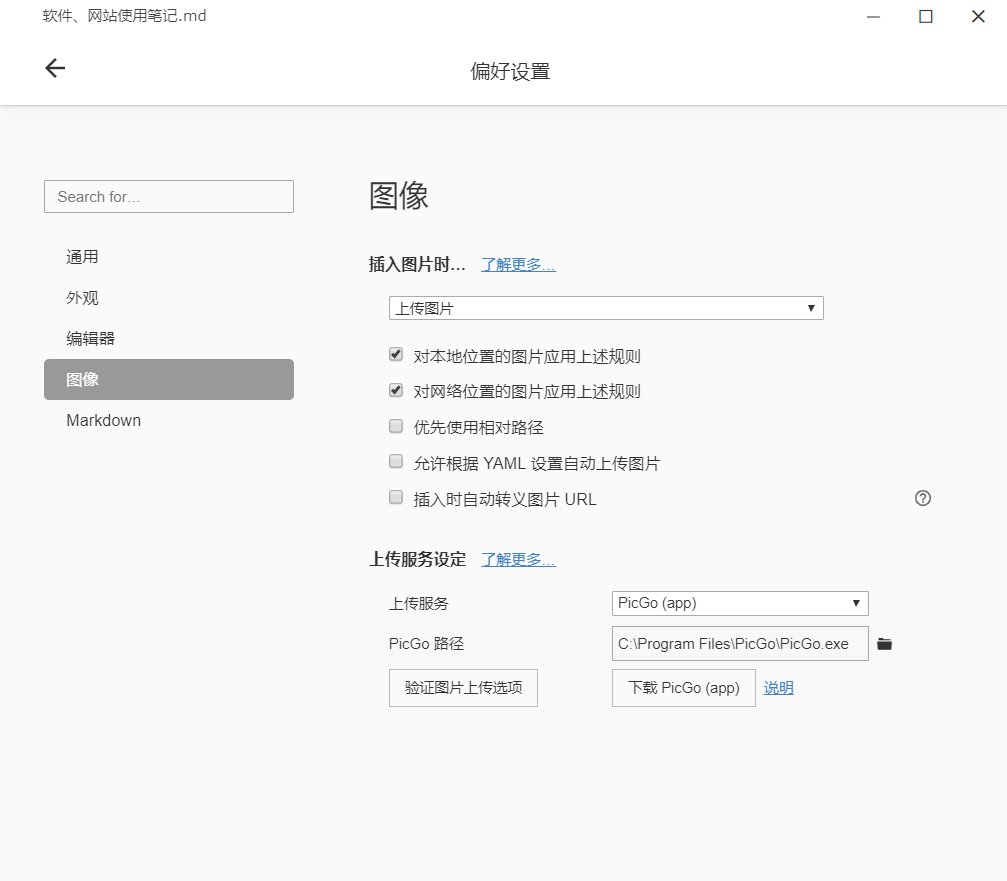 软件、网站使用笔记.md
偏好设置
Search for...
通用
外观
编辑器
图像
Markdown
图像
插入图片时... 了解更多...
上传图片
对本地位置的图片应用上述规则
对网络位置的图片应用上述规则
优先使用相对路径
允许根据 YAML 设置自动上传图片
插入时自动转义图片 URL
上传服务设定 了解更多...
上传服务 PicGo (app)
PicGo 路径 C:\Program Files\PicGo\PicGo.exe
验证图片上传选项 下载 PicGo (app) 说明